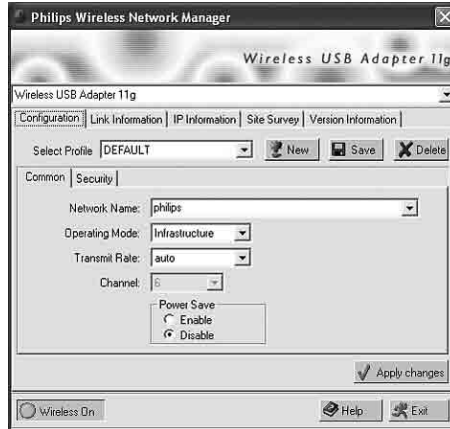 Philips Wireless Network Manager
Wireless USB Adapter 11g
Wireless USB Adapter 11g
Configuration Link Information IP Information Site Survey Version Information
Select Profile DEFAULT New Save Delete
Common Security
Network Name: philips
Operating Mode: Infrastructure
Transmit Rate: auto
Channel: 6
Power Save
Enable
Disable
Apply changes
Wireless On Help Exit